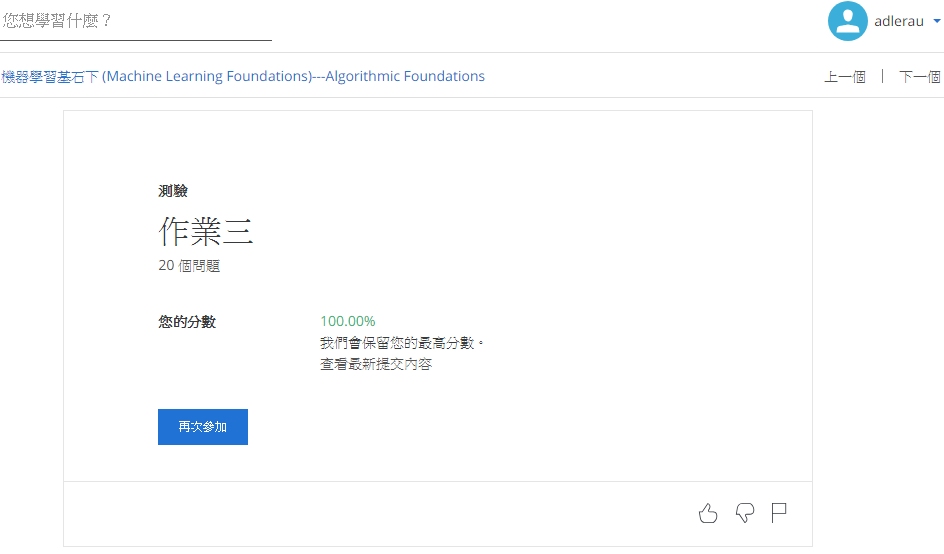 您想學習什麼？
adlerau
機器學習基石下 (Machine Learning Foundations)---Algorithmic Foundations
上一個 | 下一個
測驗
作業三
20 個問題
您的分數
100.00%
我們會保留您的最高分數。
查看最新提交內容
再次參加